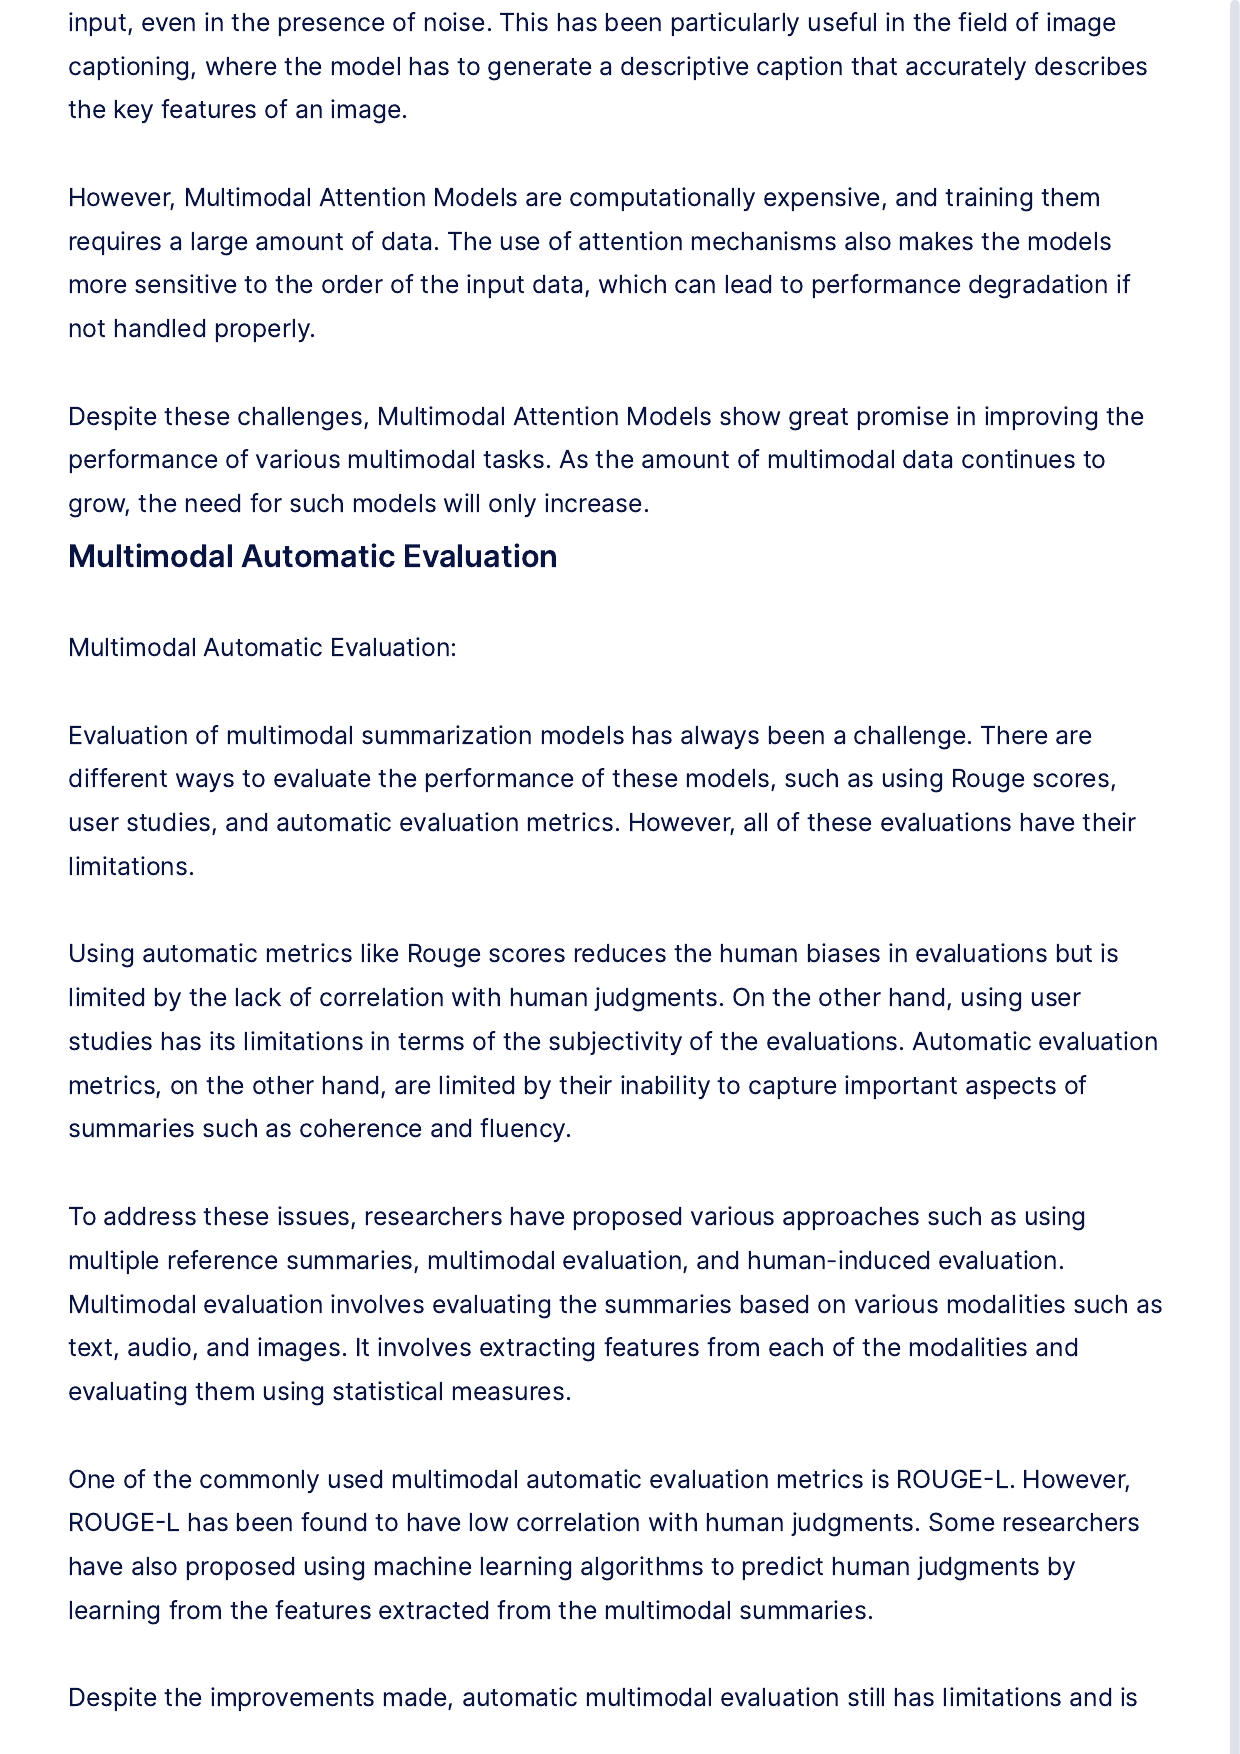 input, even in the presence of noise. This has been particularly useful in the field of image
captioning, where the model has to generate a descriptive caption that accurately describes
the key features of an image.
However, Multimodal Attention Models are computationally expensive, and training them
requires a large amount of data. The use of attention mechanisms also makes the models
more sensitive to the order of the input data, which can lead to performance degradation if
not handled properly.
Despite these challenges, Multimodal Attention Models show great promise in improving the
performance of various multimodal tasks. As the amount of multimodal data continues to
grow, the need for such models will only increase.
Multimodal Automatic Evaluation
Multimodal Automatic Evaluation:
Evaluation of multimodal summarization models has always been a challenge. There are
different ways to evaluate the performance of these models, such as using Rouge scores,
user studies, and automatic evaluation metrics. However, all of these evaluations have their
limitations.
Using automatic metrics like Rouge scores reduces the human biases in evaluations but is
limited by the lack of correlation with human judgments. On the other hand, using user
studies has its limitations in terms of the subjectivity of the evaluations. Automatic evaluation
metrics, on the other hand, are limited by their inability to capture important aspects of
summaries such as coherence and fluency.
To address these issues, researchers have proposed various approaches such as using
multiple reference summaries, multimodal evaluation, and human-induced evaluation.
Multimodal evaluation involves evaluating the summaries based on various modalities such as
text, audio, and images. It involves extracting features from each of the modalities and
evaluating them using statistical measures.
One of the commonly used multimodal automatic evaluation metrics is ROUGE-L. However,
ROUGE-L has been found to have low correlation with human judgments. Some researchers
have also proposed using machine learning algorithms to predict human judgments by
learning from the features extracted from the multimodal summaries.
Despite the improvements made, automatic multimodal evaluation still has limitations and is